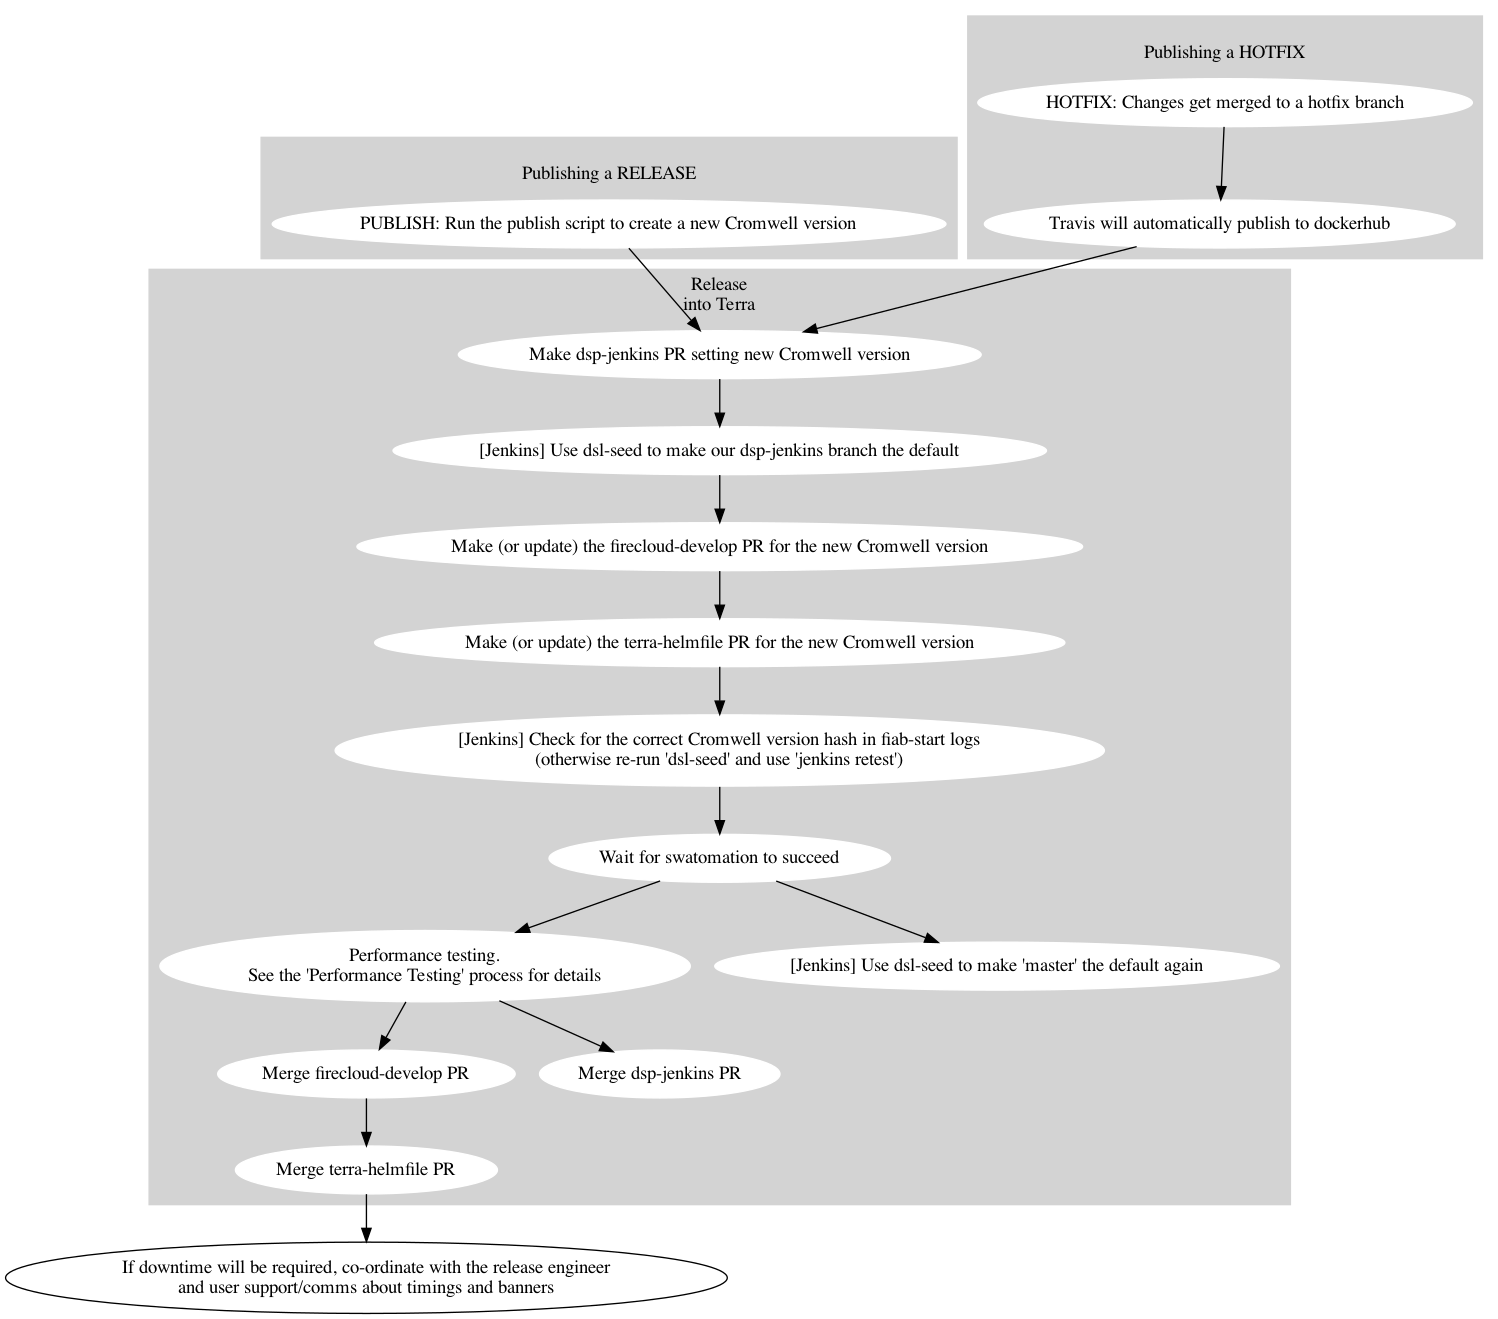 Publishing a HOTFIX
HOTFIX: Changes get merged to a hotfix branch
Publishing a RELEASE
PUBLISH: Run the publish script to create a new Cromwell version
Travis will automatically publish to dockerhub
Release
into Terra
Make dsp-jenkins PR setting new Cromwell version
[Jenkins] Use dsl-seed to make our dsp-jenkins branch the default
Make (or update) the firecloud-develop PR for the new Cromwell version
Make (or update) the terra-helmfile PR for the new Cromwell version
[Jenkins] Check for the correct Cromwell version hash in fiab-start logs
(otherwise re-run 'dsl-seed' and use 'jenkins retest')
Wait for swatomation to succeed
Performance testing.
See the 'Performance Testing' process for details
[Jenkins] Use dsl-seed to make 'master' the default again
Merge firecloud-develop PR
Merge dsp-jenkins PR
Merge terra-helmfile PR
If downtime will be required, co-ordinate with the release engineer
and user support/comms about timings and banners